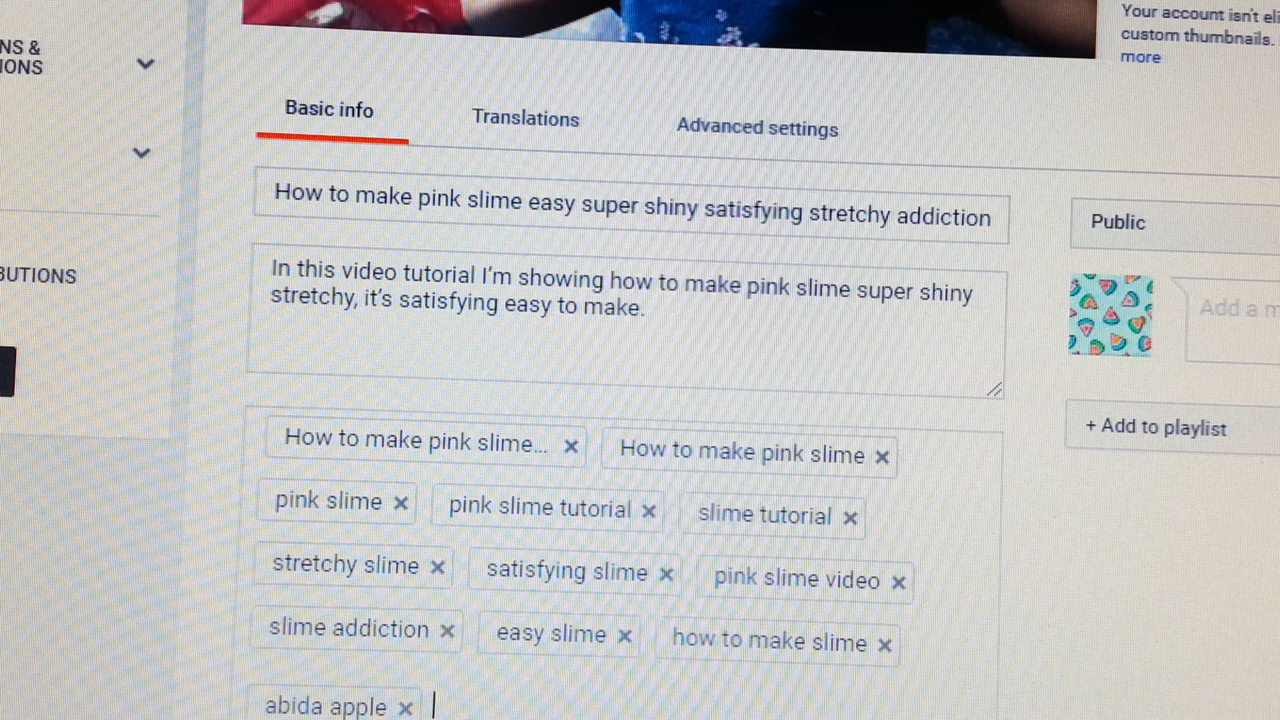 Your account isn't
custom thumbnails.
more
NS &
IONS
Basic info
Translations
Advanced settings
How to make pink slime easy super shiny satisfying stretchy addiction
Public
In this video tutorial I'm showing how to make pink slime super shiny
stretchy, it's satisfying easy to make.
BUTIONS
Add a
+ Add to playlist
How to make pink slime... ×
How to make pink slime ×
pink slime ×
pink slime tutorial ×
slime tutorial ×
stretchy slime ×
satisfying slime ×
pink slime video ×
slime addiction ×
easy slime ×
how to make slime ×
abida apple ×